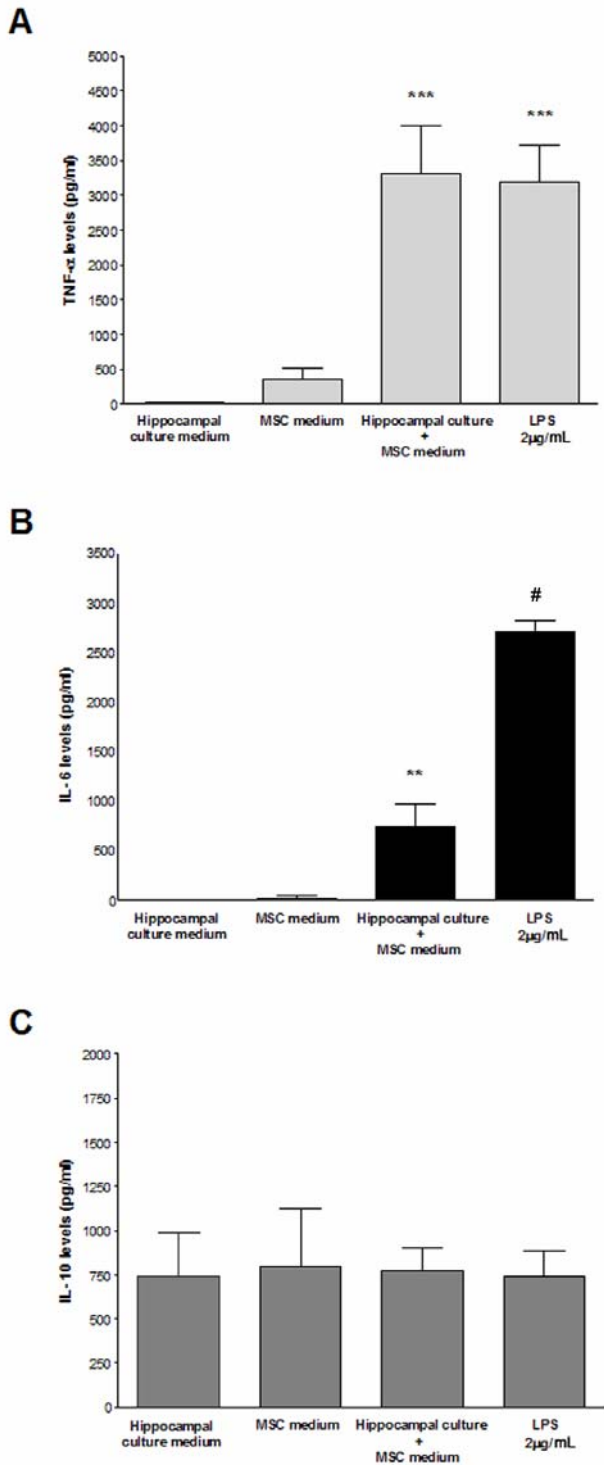 A
TNF-α levels (pg/ml)
5000
4500
4000
3500
3000
2500
2000
1500
1000
500
0
***
***
Hippocampal
culture medium
MSC medium
Hippocampal culture
+
MSC medium
LPS
2µg/mL
B
IL-6 levels (pg/ml)
3500
3000
2500
2000
1500
1000
500
0
**
#
Hippocampal
culture medium
MSC medium
Hippocampal culture
+
MSC medium
LPS
2µg/mL
C
IL-10 levels (pg/ml)
2000
1750
1500
1250
1000
750
500
250
0
Hippocampal
culture medium
MSC medium
Hippocampal culture
+
MSC medium
LPS
2µg/mL